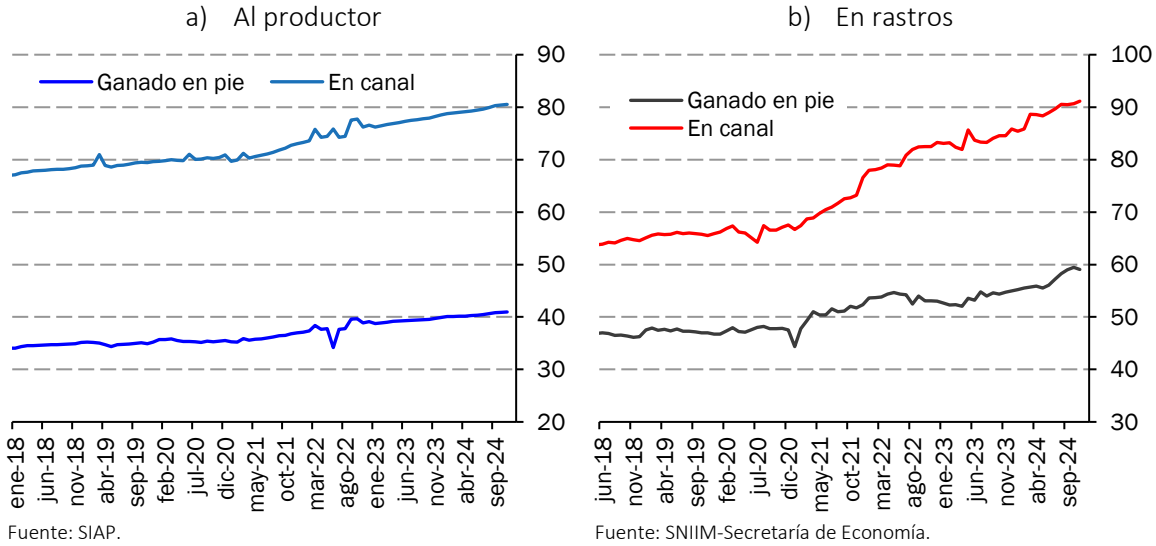 a) Al productor
90
80
70
60
50
40
30
20
Ganado en pie
En canal
ene-18
jun-18
nov-18
abr-19
sep-19
feb-20
jul-20
dic-20
may-21
oct-21
mar-22
ago-22
ene-23
jun-23
nov-23
abr-24
sep-24
Fuente: SIAP.
b) En rastros
100
90
80
70
60
50
40
30
Ganado en pie
En canal
jun-18
nov-18
abr-19
sep-19
feb-20
jul-20
dic-20
may-21
oct-21
mar-22
ago-22
ene-23
jun-23
nov-23
abr-24
sep-24
Fuente: SNIIM-Secretaría de Economía.